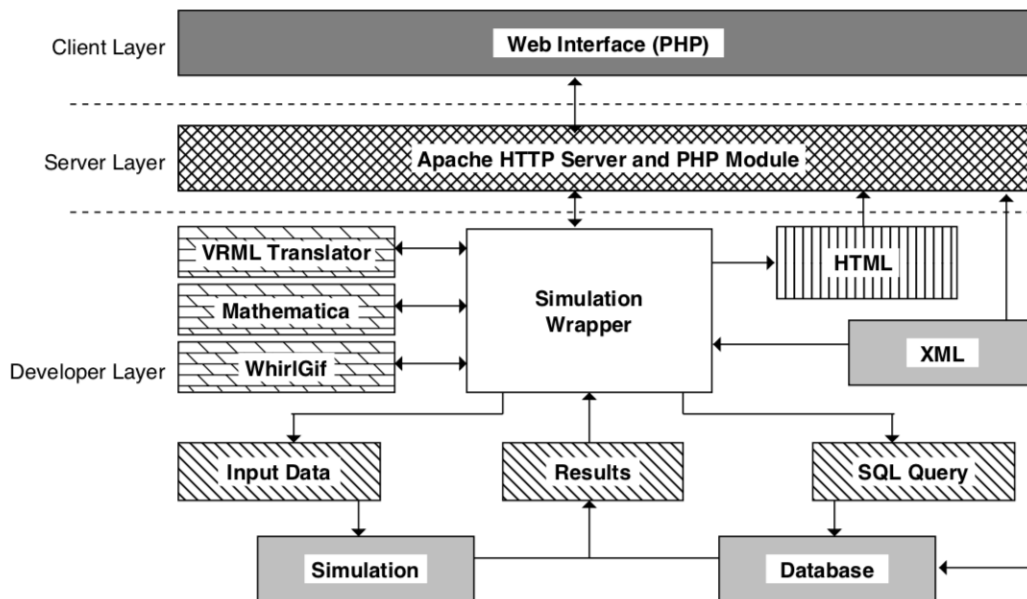 Client Layer
Web Interface (PHP)
Server Layer
Apache HTTP Server and PHP Module
Developer Layer
VRML Translator
Mathematica
WhirlGif
Simulation
Wrapper
HTML
XML
Input Data
Results
SQL Query
Simulation
Database